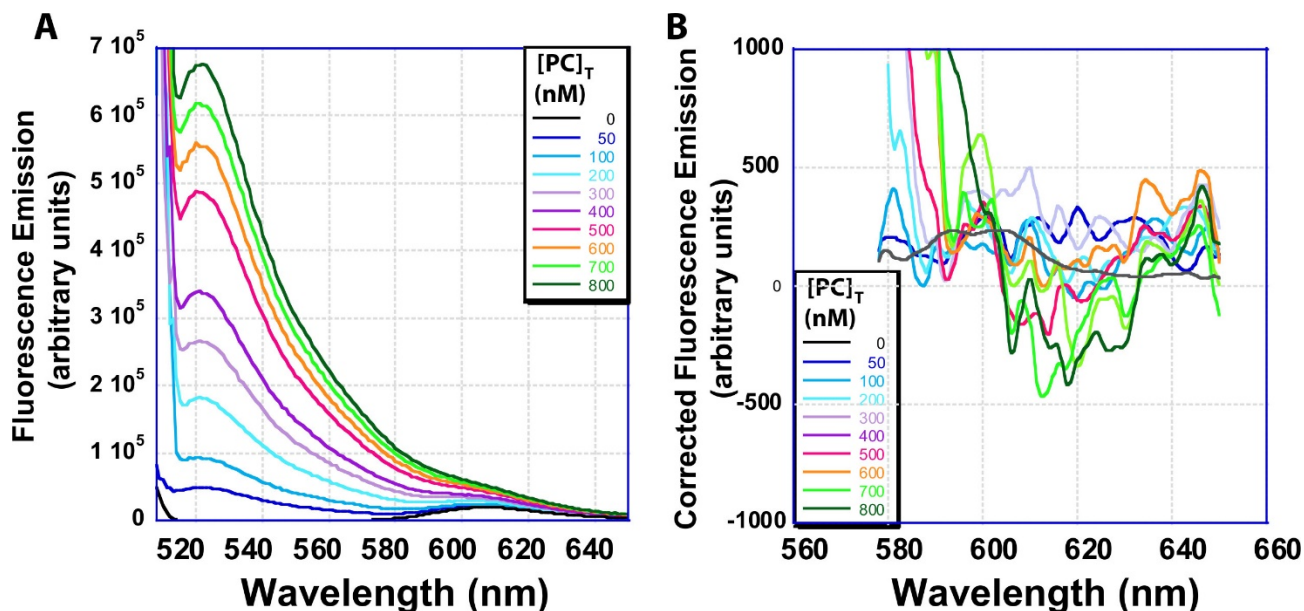 A
Fluorescence Emission
(arbitrary units)
7 10^5
6 10^5
5 10^5
4 10^5
3 10^5
2 10^5
1 10^5
0
[PC]T
(nM)
0
50
100
200
300
400
500
600
700
800
520 540 560 580 600 620 640
Wavelength (nm)
B
Corrected Fluorescence Emission
(arbitrary units)
1000
500
0
-500
-1000
[PC]T
(nM)
0
50
100
200
300
400
500
600
700
800
560 580 600 620 640 660
Wavelength (nm)